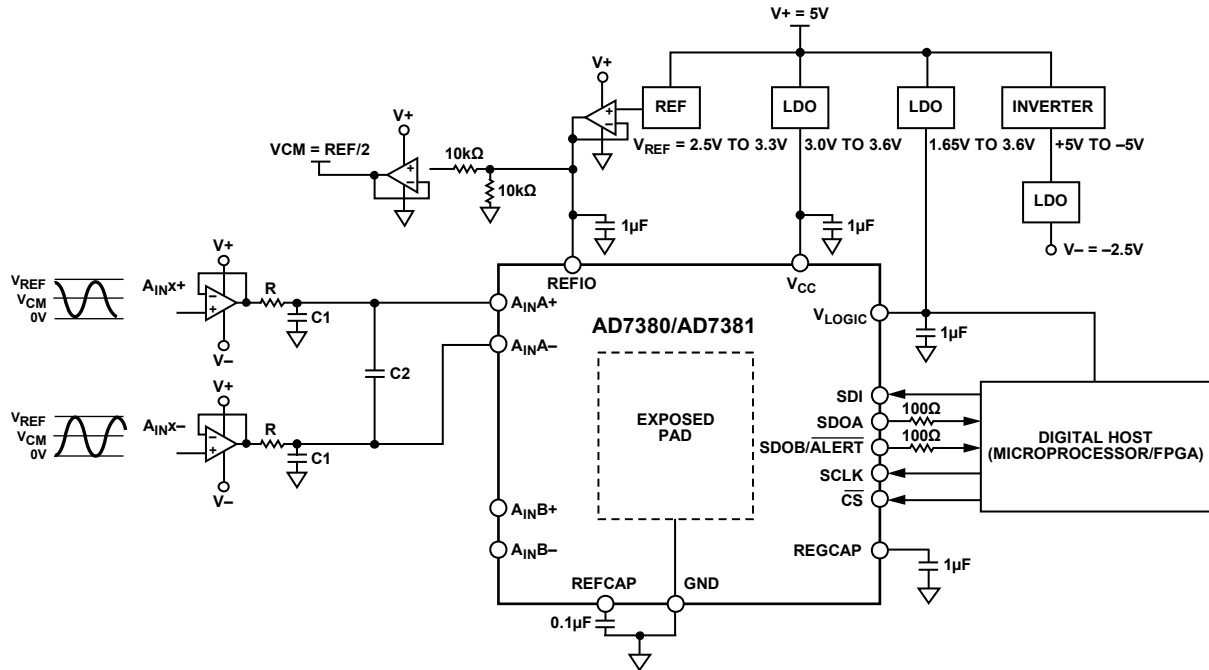 V+ = 5V
V+
REF
LDO
LDO
INVERTER
V+
VREF = 2.5V TO 3.3V
3.0V TO 3.6V
1.65V TO 3.6V
+5V TO –5V
VCM = REF/2
10kΩ
10kΩ
LDO
1µF
1µF
V– = –2.5V
V+
REFIO
VCC
VREF
VCM
0V
AINX+
R
C1
AINA+
AD7380/AD7381
VLOGIC
1µF
V–
AINA–
C2
V+
EXPOSED
PAD
SDI
VREF
VCM
0V
AINX–
R
C1
SDOA
100Ω
SDOB/ALERT
100Ω
DIGITAL HOST
(MICROPROCESSOR/FPGA)
SCLK
CS
V–
AINB+
AINB–
REGCAP
1µF
REFCAP
GND
0.1µF